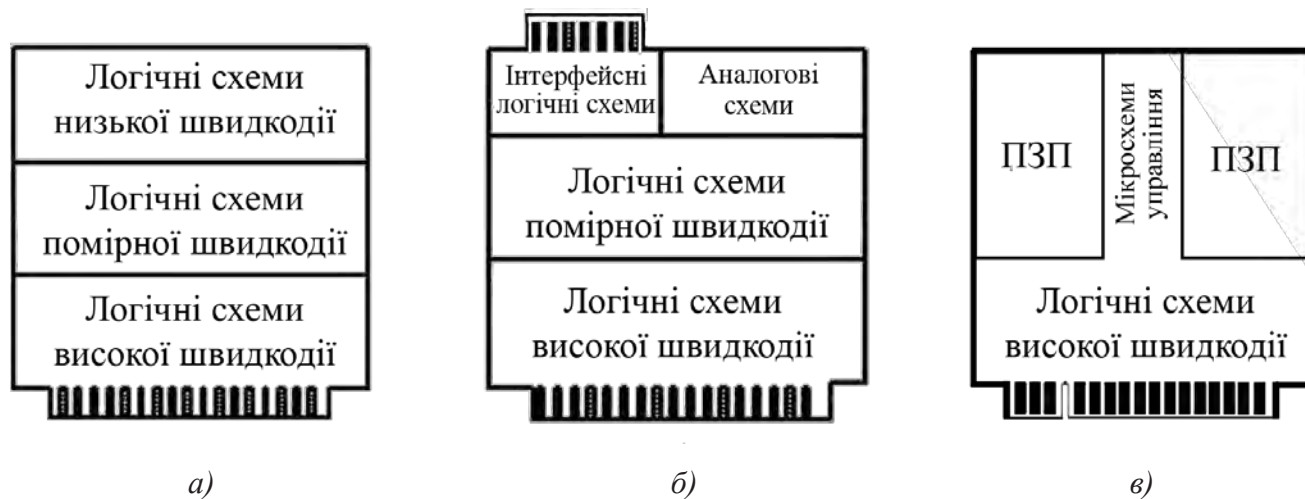 Логічні схеми
низької швидкодії
Логічні схеми
помірної швидкодії
Логічні схеми
високої швидкодії
а)
Інтерфейсні
логічні схеми
Аналогові
схеми
Логічні схеми
помірної швидкодії
Логічні схеми
високої швидкодії
б)
ПЗП
Мікросхеми
управління
ПЗП
Логічні схеми
високої швидкодії
в)